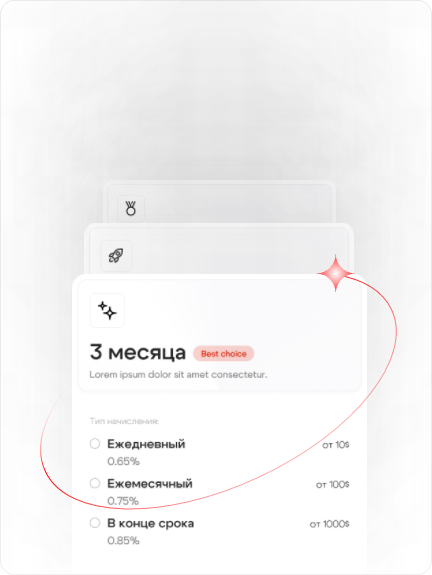 3 месяца
Best choice
Lorem ipsum dolor sit amet consectetur.
Тип начисления:
Ежедневный
от 10$
0.65%
Ежемесячный
от 100$
0.75%
В конце срока
от 1000$
0.85%